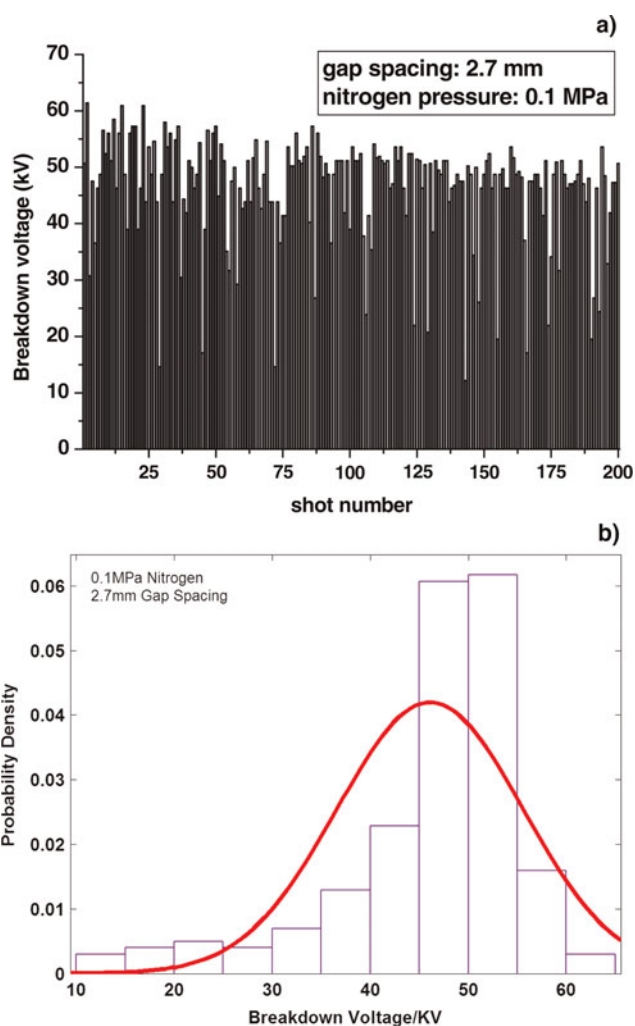 a)
gap spacing: 2.7 mm
nitrogen pressure: 0.1 MPa
Breakdown voltage (kV)
70
60
50
40
30
20
10
0
25 50 75 100 125 150 175 200
shot number
b)
0.1MPa Nitrogen
2.7mm Gap Spacing
Probability Density
0.06
0.05
0.04
0.03
0.02
0.01
0
10 20 30 40 50 60
Breakdown Voltage/KV